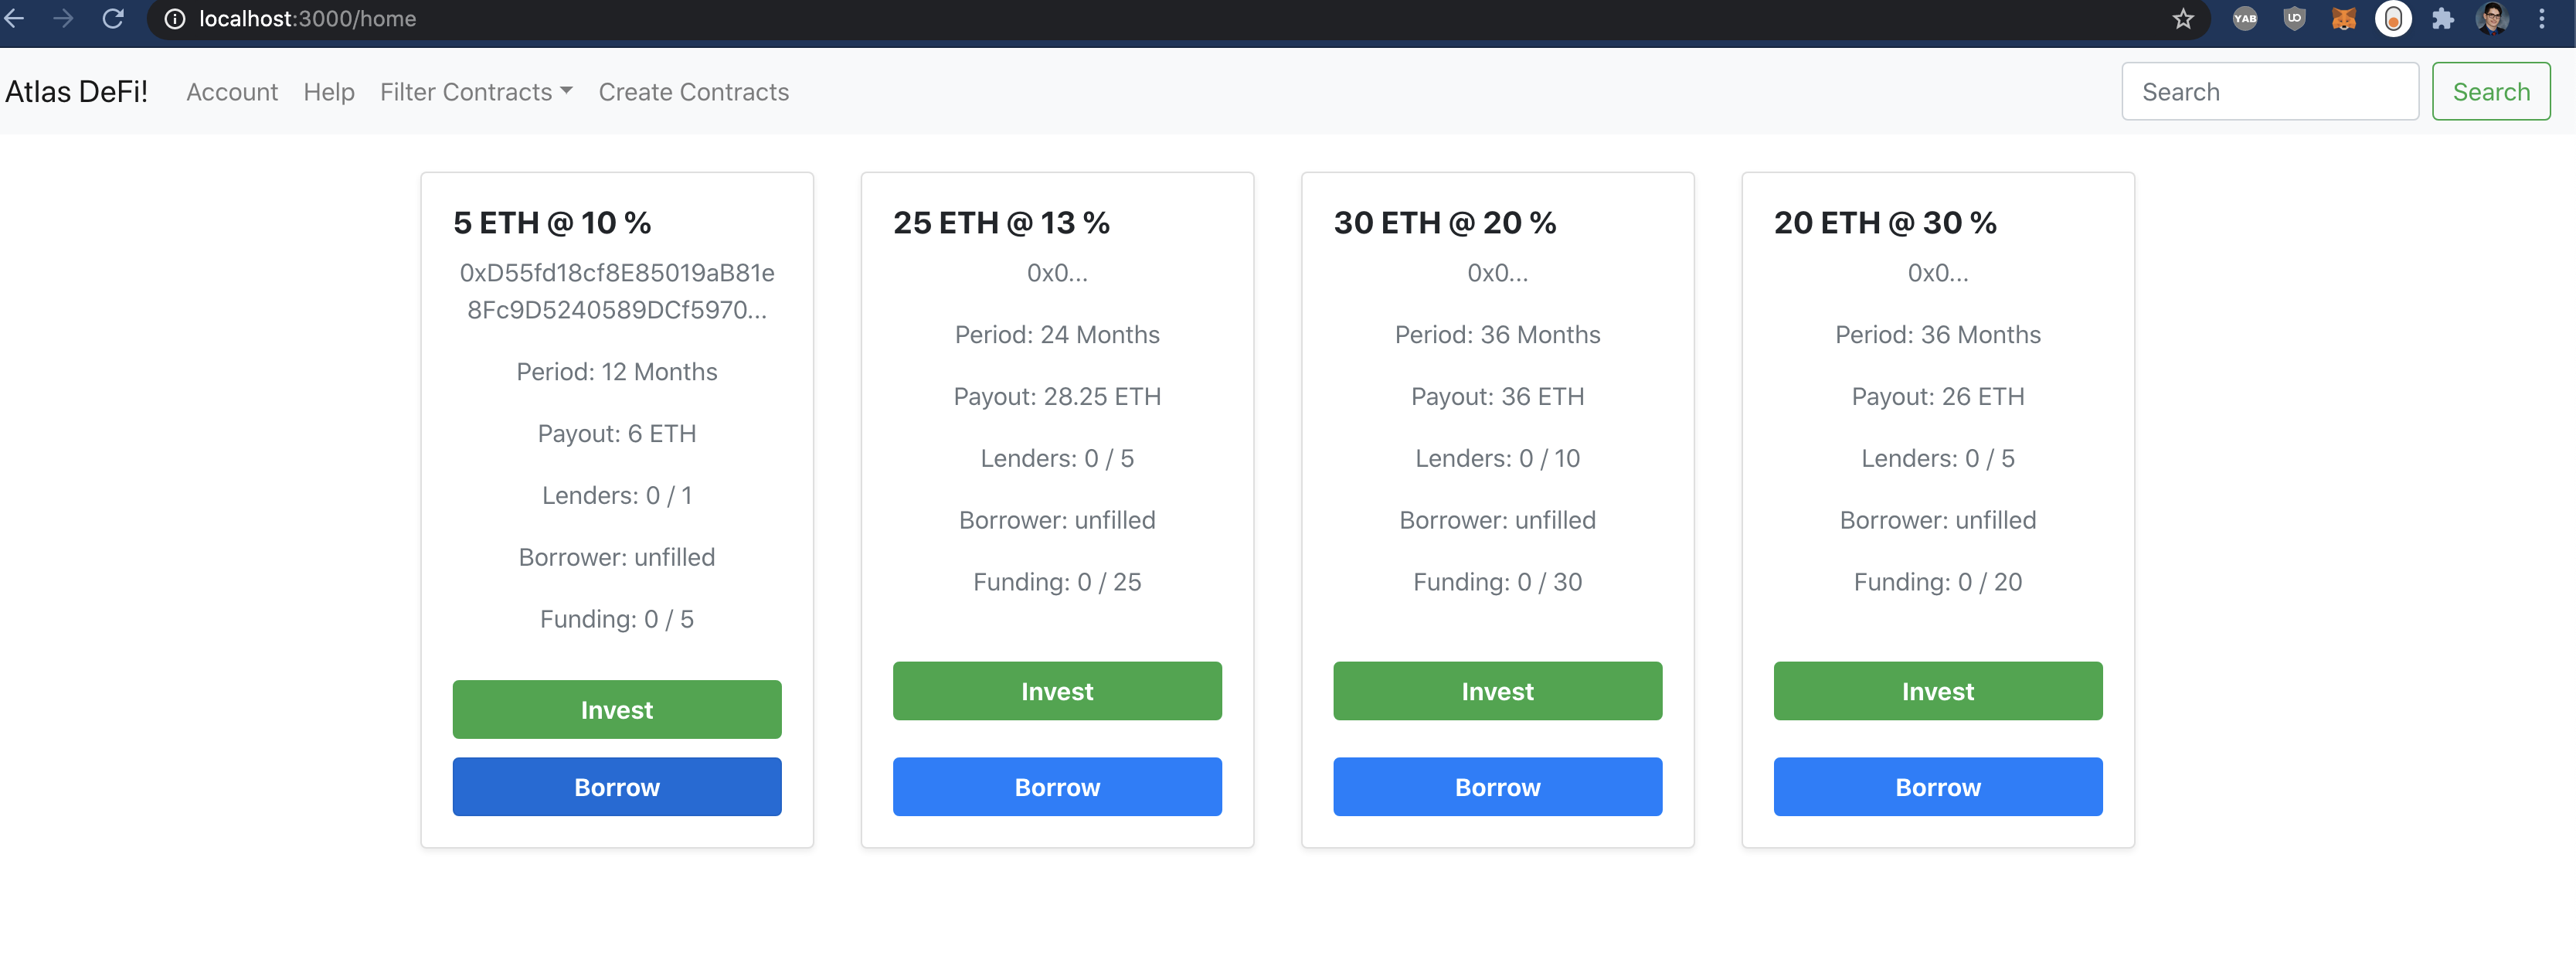 localhost:3000/home
YAB
UO
Atlas DeFi! Account Help Filter Contracts Create Contracts Search Search
5 ETH @ 10 %
0xD55fd18cf8E85019aB81e
8Fc9D5240589DCf5970...
Period: 12 Months
Payout: 6 ETH
Lenders: 0 / 1
Borrower: unfilled
Funding: 0 / 5
Invest
Borrow
25 ETH @ 13 %
0x0...
Period: 24 Months
Payout: 28.25 ETH
Lenders: 0 / 5
Borrower: unfilled
Funding: 0 / 25
Invest
Borrow
30 ETH @ 20 %
0x0...
Period: 36 Months
Payout: 36 ETH
Lenders: 0 / 10
Borrower: unfilled
Funding: 0 / 30
Invest
Borrow
20 ETH @ 30 %
0x0...
Period: 36 Months
Payout: 26 ETH
Lenders: 0 / 5
Borrower: unfilled
Funding: 0 / 20
Invest
Borrow